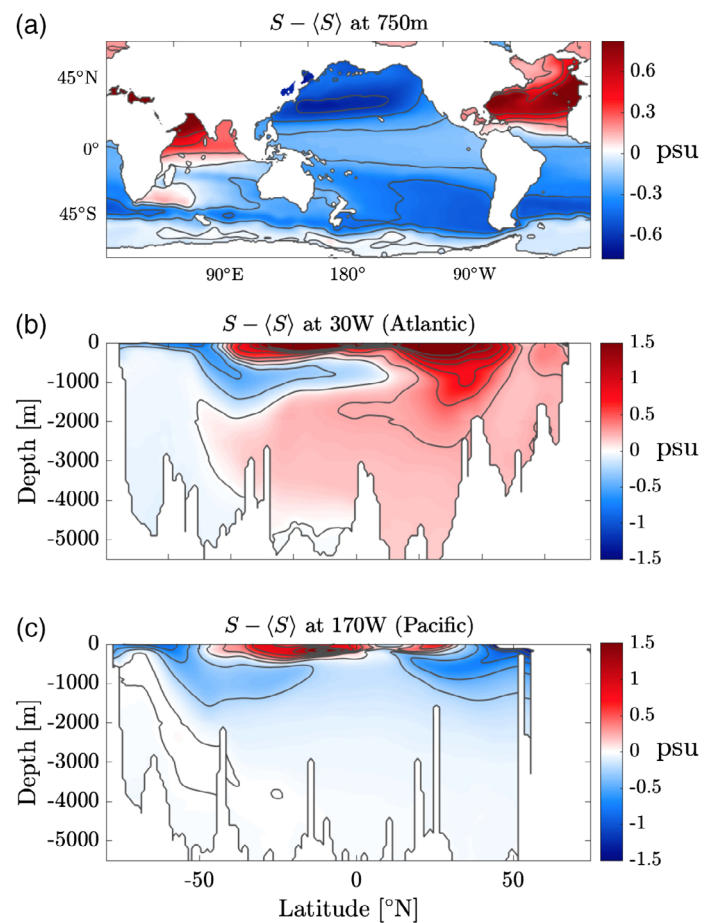 (a)
S − ⟨S⟩ at 750m
45°N
0°
45°S
90°E 180° 90°W
0.6
0.3
0
-0.3
-0.6
psu
(b)
S − ⟨S⟩ at 30W (Atlantic)
0
-1000
-2000
-3000
-4000
-5000
Depth [m]
1.5
1
0.5
0
-0.5
-1
-1.5
psu
(c)
S − ⟨S⟩ at 170W (Pacific)
0
-1000
-2000
-3000
-4000
-5000
Depth [m]
1.5
1
0.5
0
-0.5
-1
-1.5
psu
-50 0 50
Latitude [°N]